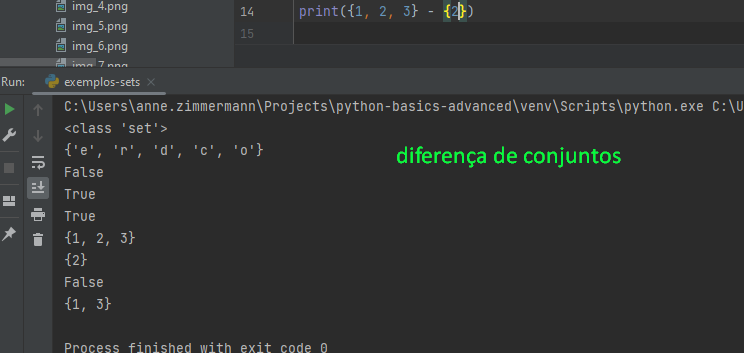 img_4.png
img_5.png
img_6.png
img_7.png
14 print({1, 2, 3} - {2})
15
Run: exemplos-sets
C:\Users\anne.zimmermann\Projects\python-basics-advanced\venv\Scripts\python.exe C:\U
<class 'set'>
{'e', 'r', 'd', 'c', 'o'}
diferença de conjuntos
False
True
True
{1, 2, 3}
{2}
False
{1, 3}
Process finished with exit code 0